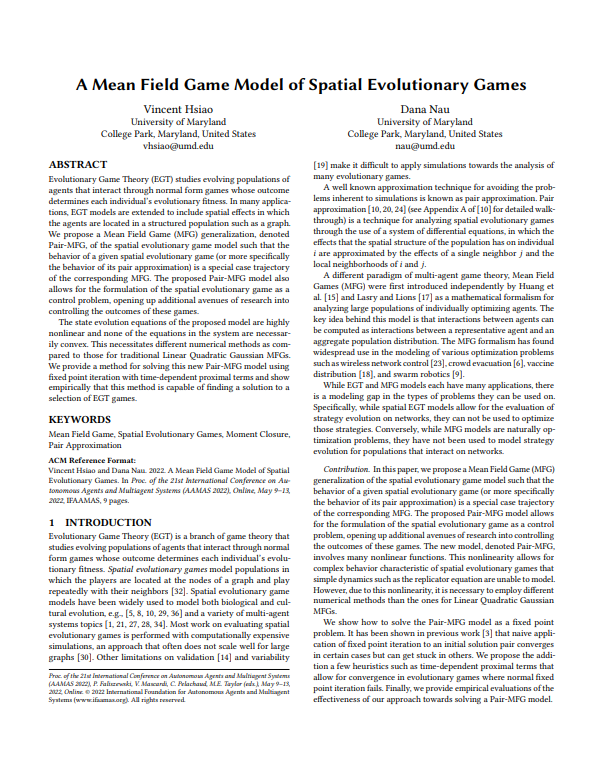 A Mean Field Game Model of Spatial Evolutionary Games
Vincent Hsiao
University of Maryland
College Park, Maryland, United States
vhsiao@umd.edu
Dana Nau
University of Maryland
College Park, Maryland, United States
nau@umd.edu
ABSTRACT
Evolutionary Game Theory (EGT) studies evolving populations of
agents that interact through normal form games whose outcome
determines each individual's evolutionary fitness. In many applica-
tions, EGT models are extended to include spatial effects in which
the agents are located in a structured population such as a graph.
We propose a Mean Field Game (MFG) generalization, denoted
Pair-MFG, of the spatial evolutionary game model such that the
behavior of a given spatial evolutionary game (or more specifically
the behavior of its pair approximation) is a special case trajectory
of the corresponding MFG. The proposed Pair-MFG model also
allows for the formulation of the spatial evolutionary game as a
control problem, opening up additional avenues of research into
controlling the outcomes of these games.
The state evolution equations of the proposed model are highly
nonlinear and none of the equations in the system are necessar-
ily convex. This necessitates different numerical methods as com-
pared to those for traditional Linear Quadratic Gaussian MFGs.
We provide a method for solving this new Pair-MFG model using
fixed point iteration with time-dependent proximal terms and show
empirically that this method is capable of finding a solution to a
selection of EGT games.
KEYWORDS
Mean Field Game, Spatial Evolutionary Games, Moment Closure,
Pair Approximation
ACM Reference Format:
Vincent Hsiao and Dana Nau. 2022. A Mean Field Game Model of Spatial
Evolutionary Games. In Proc. of the 21st International Conference on Au-
tonomous Agents and Multiagent Systems (AAMAS 2022), Online, May 9–13,
2022, IFAAMAS, 9 pages.
1 INTRODUCTION
Evolutionary Game Theory (EGT) is a branch of game theory that
studies evolving populations of agents that interact through normal
form games whose outcome determines each individual's evolu-
tionary fitness. Spatial evolutionary games model populations in
which the players are located at the nodes of a graph and play
repeatedly with their neighbors [32]. Spatial evolutionary game
models have been widely used to model both biological and cul-
tural evolution, e.g., [5, 8, 10, 29, 36] and a variety of multi-agent
systems topics [1, 21, 27, 28, 34]. Most work on evaluating spatial
evolutionary games is performed with computationally expensive
simulations, an approach that often does not scale well for large
graphs [30]. Other limitations on validation [14] and variability
Proc. of the 21st International Conference on Autonomous Agents and Multiagent Systems
(AAMAS 2022), P. Faliszewski, V. Mascardi, C. Pelachaud, M.E. Taylor (eds.), May 9–13,
2022, Online. © 2022 International Foundation for Autonomous Agents and Multiagent
Systems (www.ifaamas.org). All rights reserved.
[19] make it difficult to apply simulations towards the analysis of
many evolutionary games.
A well known approximation technique for avoiding the prob-
lems inherent to simulations is known as pair approximation. Pair
approximation [10, 20, 24] (see Appendix A of [10] for detailed walk-
through) is a technique for analyzing spatial evolutionary games
through the use of a system of differential equations, in which the
effects that the spatial structure of the population has on individual
i are approximated by the effects of a single neighbor j and the
local neighborhoods of i and j.
A different paradigm of multi-agent game theory, Mean Field
Games (MFG) were first introduced independently by Huang et
al. [15] and Lasry and Lions [17] as a mathematical formalism for
analyzing large populations of individually optimizing agents. The
key idea behind this model is that interactions between agents can
be computed as interactions between a representative agent and an
aggregate population distribution. The MFG formalism has found
widespread use in the modeling of various optimization problems
such as wireless network control [23], crowd evacuation [6], vaccine
distribution [18], and swarm robotics [9].
While EGT and MFG models each have many applications, there
is a modeling gap in the types of problems they can be used on.
Specifically, while spatial EGT models allow for the evaluation of
strategy evolution on networks, they can not be used to optimize
those strategies. Conversely, while MFG models are naturally op-
timization problems, they have not been used to model strategy
evolution for populations that interact on networks.
Contribution. In this paper, we propose a Mean Field Game (MFG)
generalization of the spatial evolutionary game model such that the
behavior of a given spatial evolutionary game (or more specifically
the behavior of its pair approximation) is a special case trajectory
of the corresponding MFG. The proposed Pair-MFG model allows
for the formulation of the spatial evolutionary game as a control
problem, opening up additional avenues of research into controlling
the outcomes of these games. The new model, denoted Pair-MFG,
involves many nonlinear functions. This nonlinearity allows for
complex behavior characteristic of spatial evolutionary games that
simple dynamics such as the replicator equation are unable to model.
However, due to this nonlinearity, it is necessary to employ different
numerical methods than the ones for Linear Quadratic Gaussian
MFGs.
We show how to solve the Pair-MFG model as a fixed point
problem. It has been shown in previous work [3] that naive appli-
cation of fixed point iteration to an initial solution pair converges
in certain cases but can get stuck in others. We propose the addi-
tion a few heuristics such as time-dependent proximal terms that
allow for convergence in evolutionary games where normal fixed
point iteration fails. Finally, we provide empirical evaluations of the
effectiveness of our approach towards solving a Pair-MFG model.